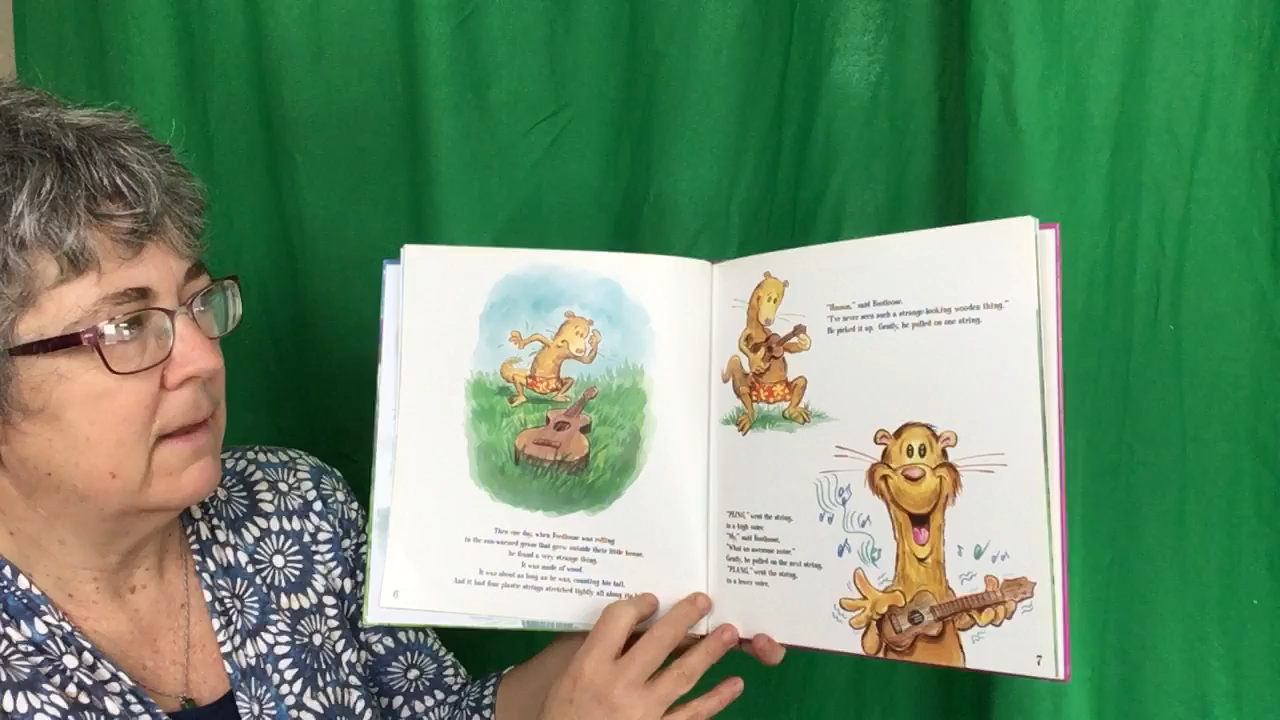 Then one day, when Footloose was rolling
in the sun-warmed grass that grew outside their little house,
he found a very strange thing.
It was made of wood.
It was about as long as he was, counting his tail.
And it had four plastic strings stretched tightly all along its
6
"Hmmm," said Footloose.
"I've never seen such a strange-looking wooden thing."
He picked it up. Gently, he pulled on one string.
"PLING," went the string,
in a high voice.
"My," said Footloose,
"What an awesome noise."
Gently, he pulled on the next string.
"PLANG," went the string,
in a lower voice.
7